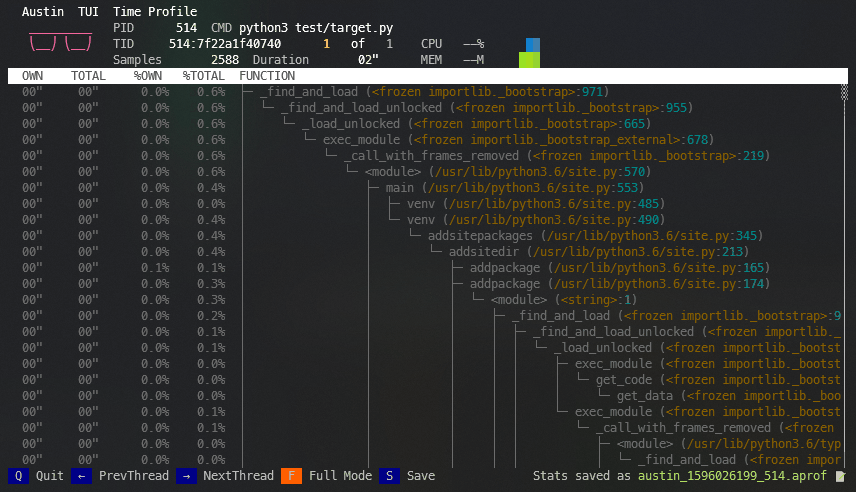 Austin  TUI  Time Profile
PID      514  CMD python3 test/target.py
TID     514:7f22a1f40740      1   of   1    CPU   --%
Samples       2588  Duration       02"      MEM   --M
OWN    TOTAL    %OWN   %TOTAL  FUNCTION
00"     00"      0.0%    0.6%  ├─ _find_and_load (<frozen importlib._bootstrap>:971)
00"     00"      0.0%    0.6%  │  └─ _find_and_load_unlocked (<frozen importlib._bootstrap>:955)
00"     00"      0.0%    0.6%  │     └─ _load_unlocked (<frozen importlib._bootstrap>:665)
00"     00"      0.0%    0.6%  │        └─ exec_module (<frozen importlib._bootstrap_external>:678)
00"     00"      0.0%    0.6%  │           └─ _call_with_frames_removed (<frozen importlib._bootstrap>:219)
00"     00"      0.0%    0.6%  │              └─ <module> (/usr/lib/python3.6/site.py:570)
00"     00"      0.0%    0.4%  │                 ├─ main (/usr/lib/python3.6/site.py:553)
00"     00"      0.0%    0.0%  │                 │  ├─ venv (/usr/lib/python3.6/site.py:485)
00"     00"      0.0%    0.4%  │                 │  └─ venv (/usr/lib/python3.6/site.py:490)
00"     00"      0.0%    0.4%  │                 │     └─ addsitepackages (/usr/lib/python3.6/site.py:345)
00"     00"      0.0%    0.4%  │                 │        └─ addsitedir (/usr/lib/python3.6/site.py:213)
00"     00"      0.1%    0.1%  │                 │           ├─ addpackage (/usr/lib/python3.6/site.py:165)
00"     00"      0.0%    0.3%  │                 │           ├─ addpackage (/usr/lib/python3.6/site.py:174)
00"     00"      0.0%    0.3%  │                 │           │  └─ <module> (<string>:1)
00"     00"      0.0%    0.2%  │                 │           │     ├─ _find_and_load (<frozen importlib._bootstrap>:9
00"     00"      0.0%    0.1%  │                 │           │     │  ├─ _find_and_load_unlocked (<frozen importlib._
00"     00"      0.0%    0.1%  │                 │           │     │  └─ _load_unlocked (<frozen importlib._bootst
00"     00"      0.0%    0.0%  │                 │           │     │     ├─ exec_module (<frozen importlib._bootst
00"     00"      0.0%    0.0%  │                 │           │     │     │  └─ get_code (<frozen importlib._bootst
00"     00"      0.0%    0.0%  │                 │           │     │     │     └─ get_data (<frozen importlib._boo
00"     00"      0.0%    0.1%  │                 │           │     │     └─ exec_module (<frozen importlib._bootst
00"     00"      0.0%    0.1%  │                 │           │     │        └─ _call_with_frames_removed (<frozen
00"     00"      0.0%    0.0%  │                 │           │     │           ├─ <module> (/usr/lib/python3.6/typ
00"     00"      0.0%    0.0%  │                 │           │     │           │  └─ _find_and_load (<frozen impor
Q  Quit  ←  PrevThread  →  NextThread  F  Full Mode  S  Save  Stats saved as austin_1596026199_514.aprof